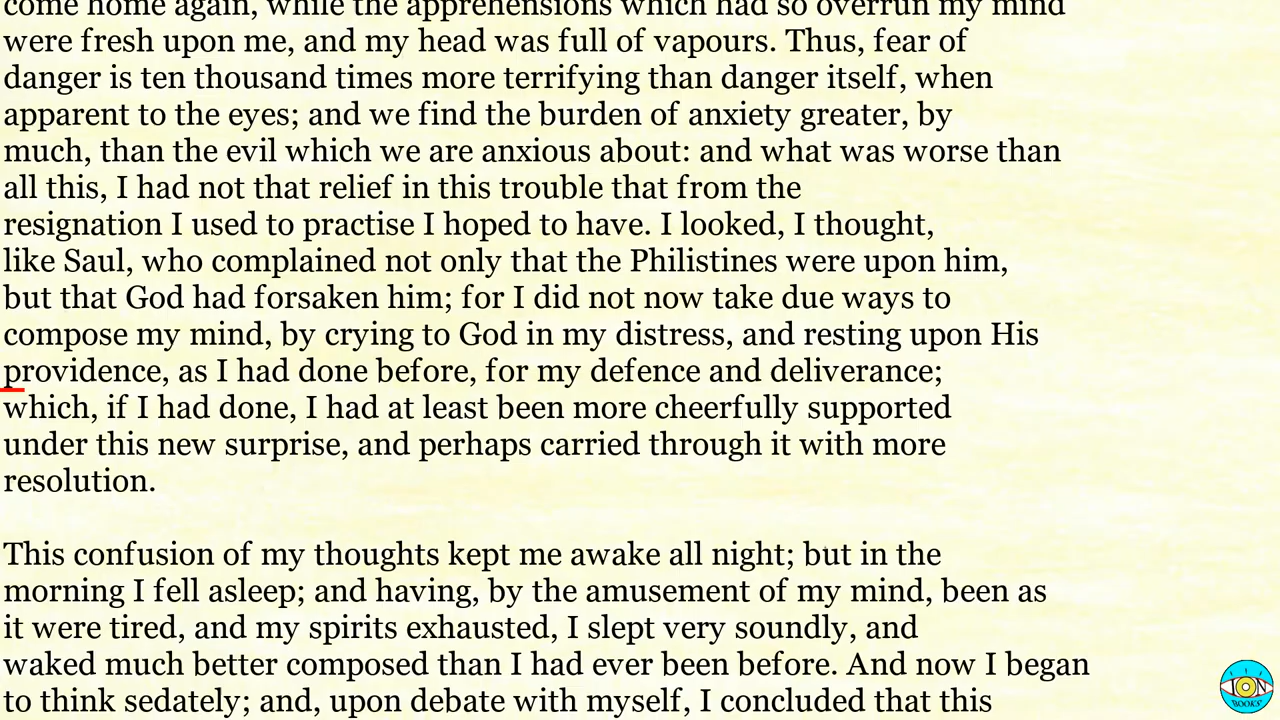 come home again, while the apprehensions which had so overrun my mind
were fresh upon me, and my head was full of vapours. Thus, fear of
danger is ten thousand times more terrifying than danger itself, when
apparent to the eyes; and we find the burden of anxiety greater, by
much, than the evil which we are anxious about: and what was worse than
all this, I had not that relief in this trouble that from the
resignation I used to practise I hoped to have. I looked, I thought,
like Saul, who complained not only that the Philistines were upon him,
but that God had forsaken him; for I did not now take due ways to
compose my mind, by crying to God in my distress, and resting upon His
providence, as I had done before, for my defence and deliverance;
which, if I had done, I had at least been more cheerfully supported
under this new surprise, and perhaps carried through it with more
resolution.
This confusion of my thoughts kept me awake all night; but in the
morning I fell asleep; and having, by the amusement of my mind, been as
it were tired, and my spirits exhausted, I slept very soundly, and
waked much better composed than I had ever been before. And now I began
to think sedately; and, upon debate with myself, I concluded that this
ION
BOOKS